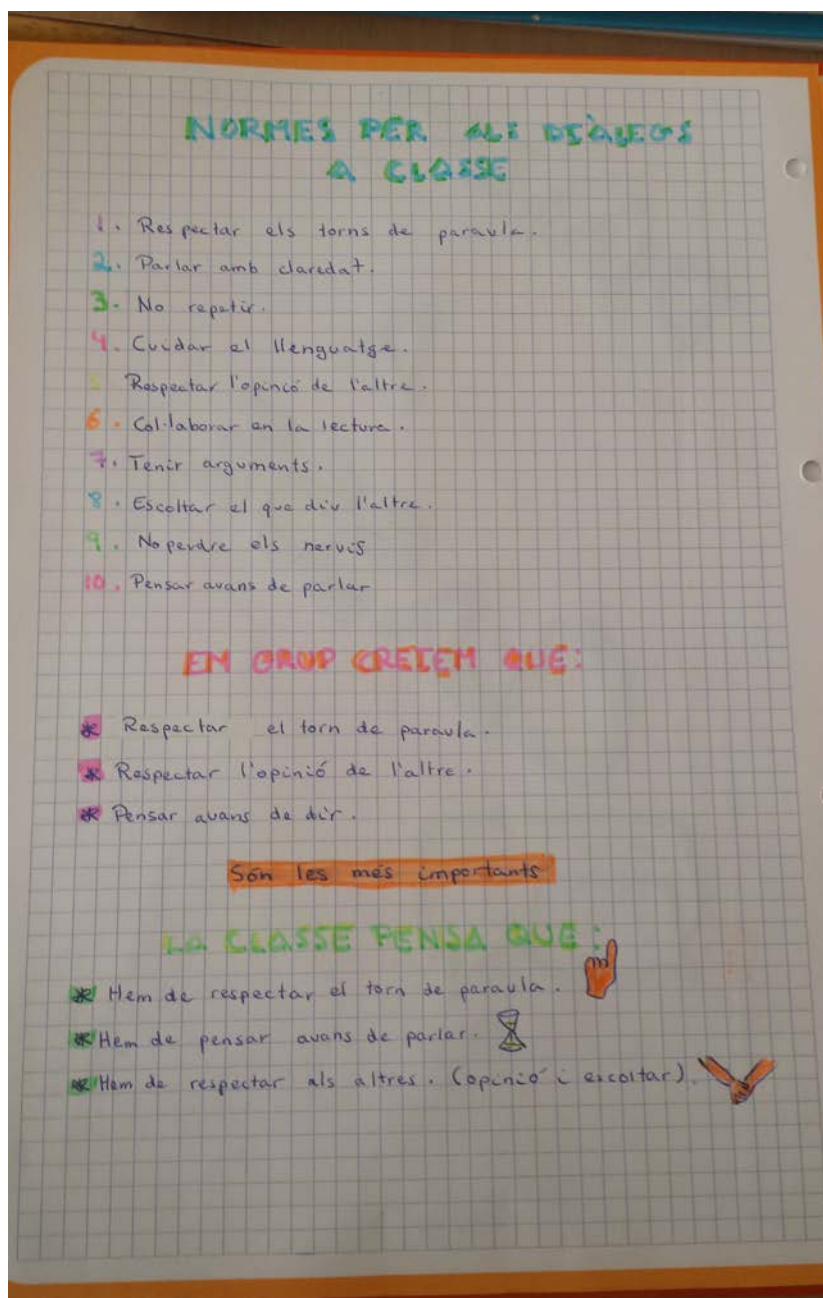 NORMES PER ALS DIÀLEGS
A CLASSE
1. Respectar els torns de paraula.
2. Parlar amb claredat.
3. No repetir.
4. Cuidar el llenguatge.
5 Respectar l'opinció de l'altre.
6. Col·laborar en la lectura.
7. Tenir arguments.
8. Escoltar el que diu l'altre.
9. No perdre els nervis
10. Pensar avans de parlar
EM GRUP CREIEM QUE:
* Respectar el torn de paraula.
* Respectar l'opinió de l'altre.
* Pensar avans de dir.
Són les més importants
LA CLASSE PENSA QUE:
* Hem de respectar el torn de paraula.
* Hem de pensar avans de parlar.
* Hem de respectar als altres. (opinió i escoltar).